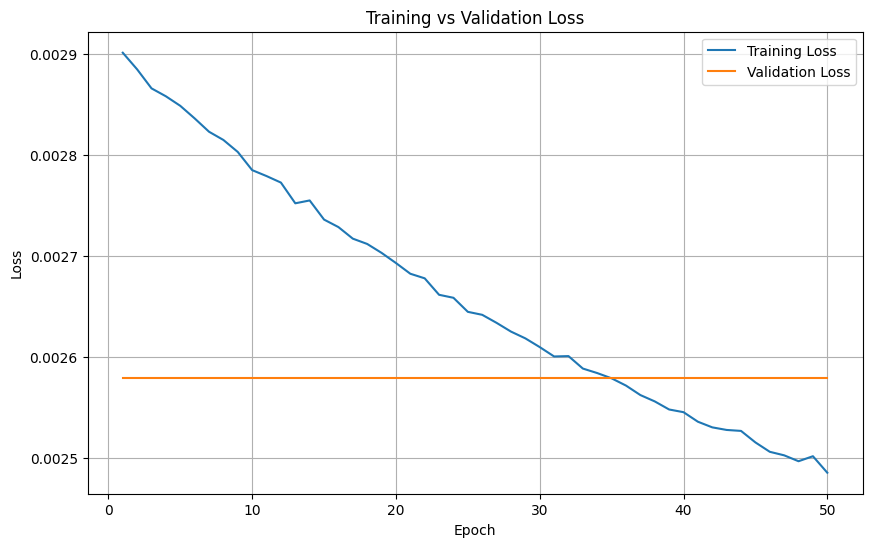 Training vs Validation Loss
Training Loss
Validation Loss
0.0029
0.0028
0.0027
0.0026
0.0025
Loss
0 10 20 30 40 50
Epoch